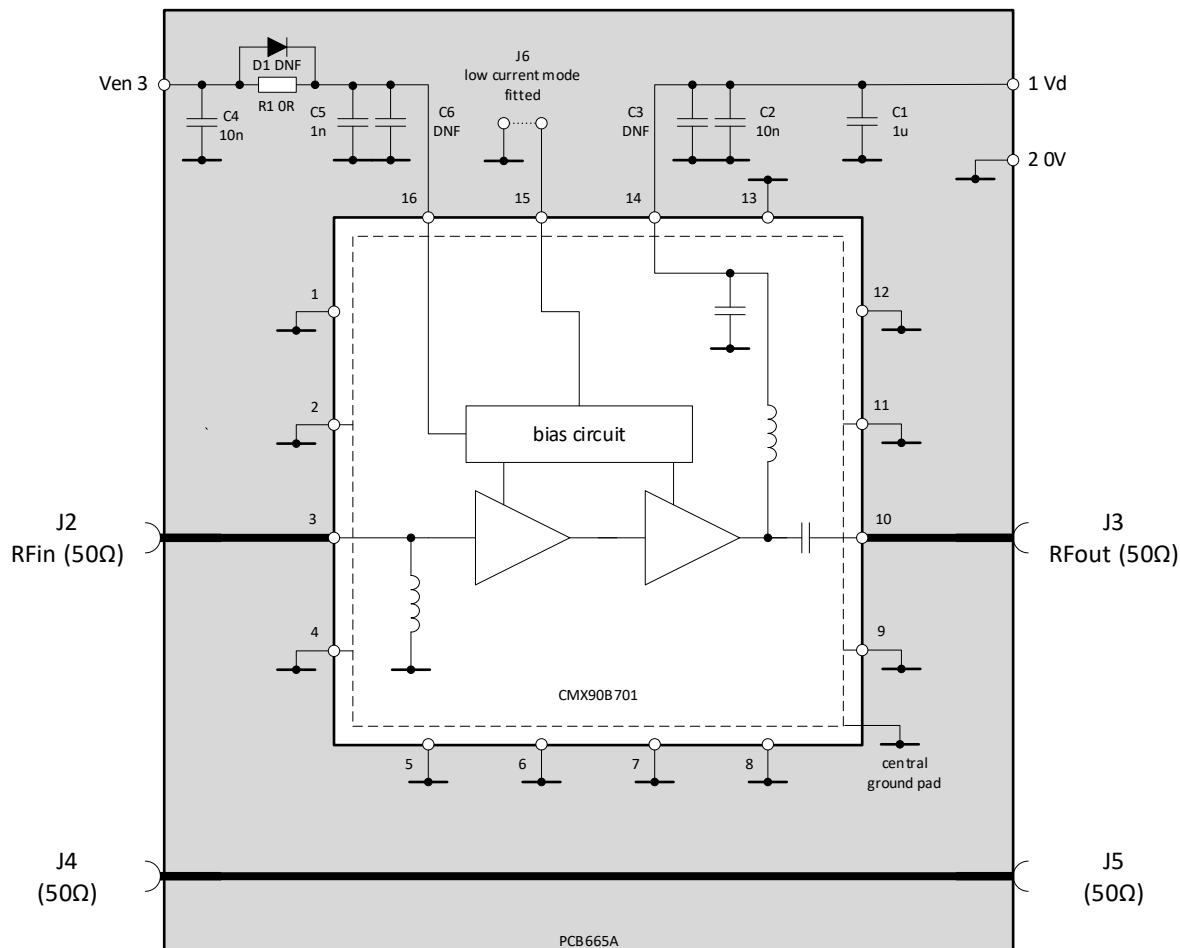 J6
low current mode
fitted
D1 DNF
Ven 3
1 Vd
R1 0R
C4
10n
C5
1n
C6
DNF
C3
DNF
C2
10n
C1
1u
2 0V
16
15
14
13
1
12
2
11
bias circuit
J2
RFin (50Ω)
3
10
J3
RFout (50Ω)
4
9
CMX90B701
5
6
7
8
central
ground pad
J4
(50Ω)
J5
(50Ω)
PCB665A